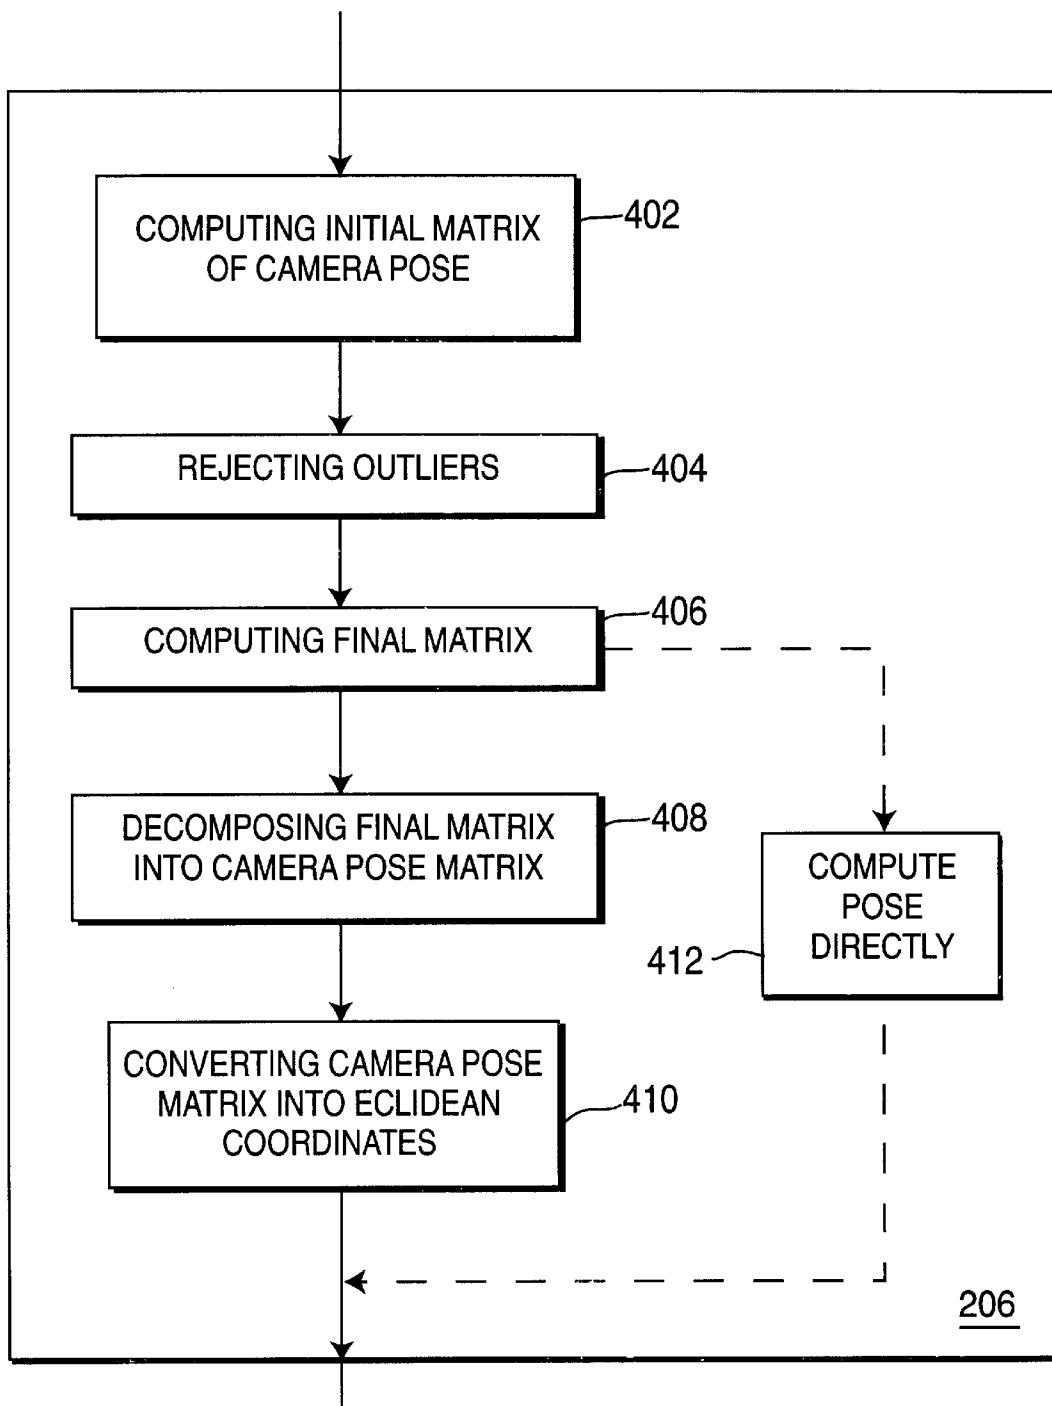 COMPUTING INITIAL MATRIX
OF CAMERA POSE
402
REJECTING OUTLIERS
404
COMPUTING FINAL MATRIX
406
DECOMPOSING FINAL MATRIX
INTO CAMERA POSE MATRIX
408
COMPUTE
POSE
DIRECTLY
412
CONVERTING CAMERA POSE
MATRIX INTO ECLIDEAN
COORDINATES
410
206